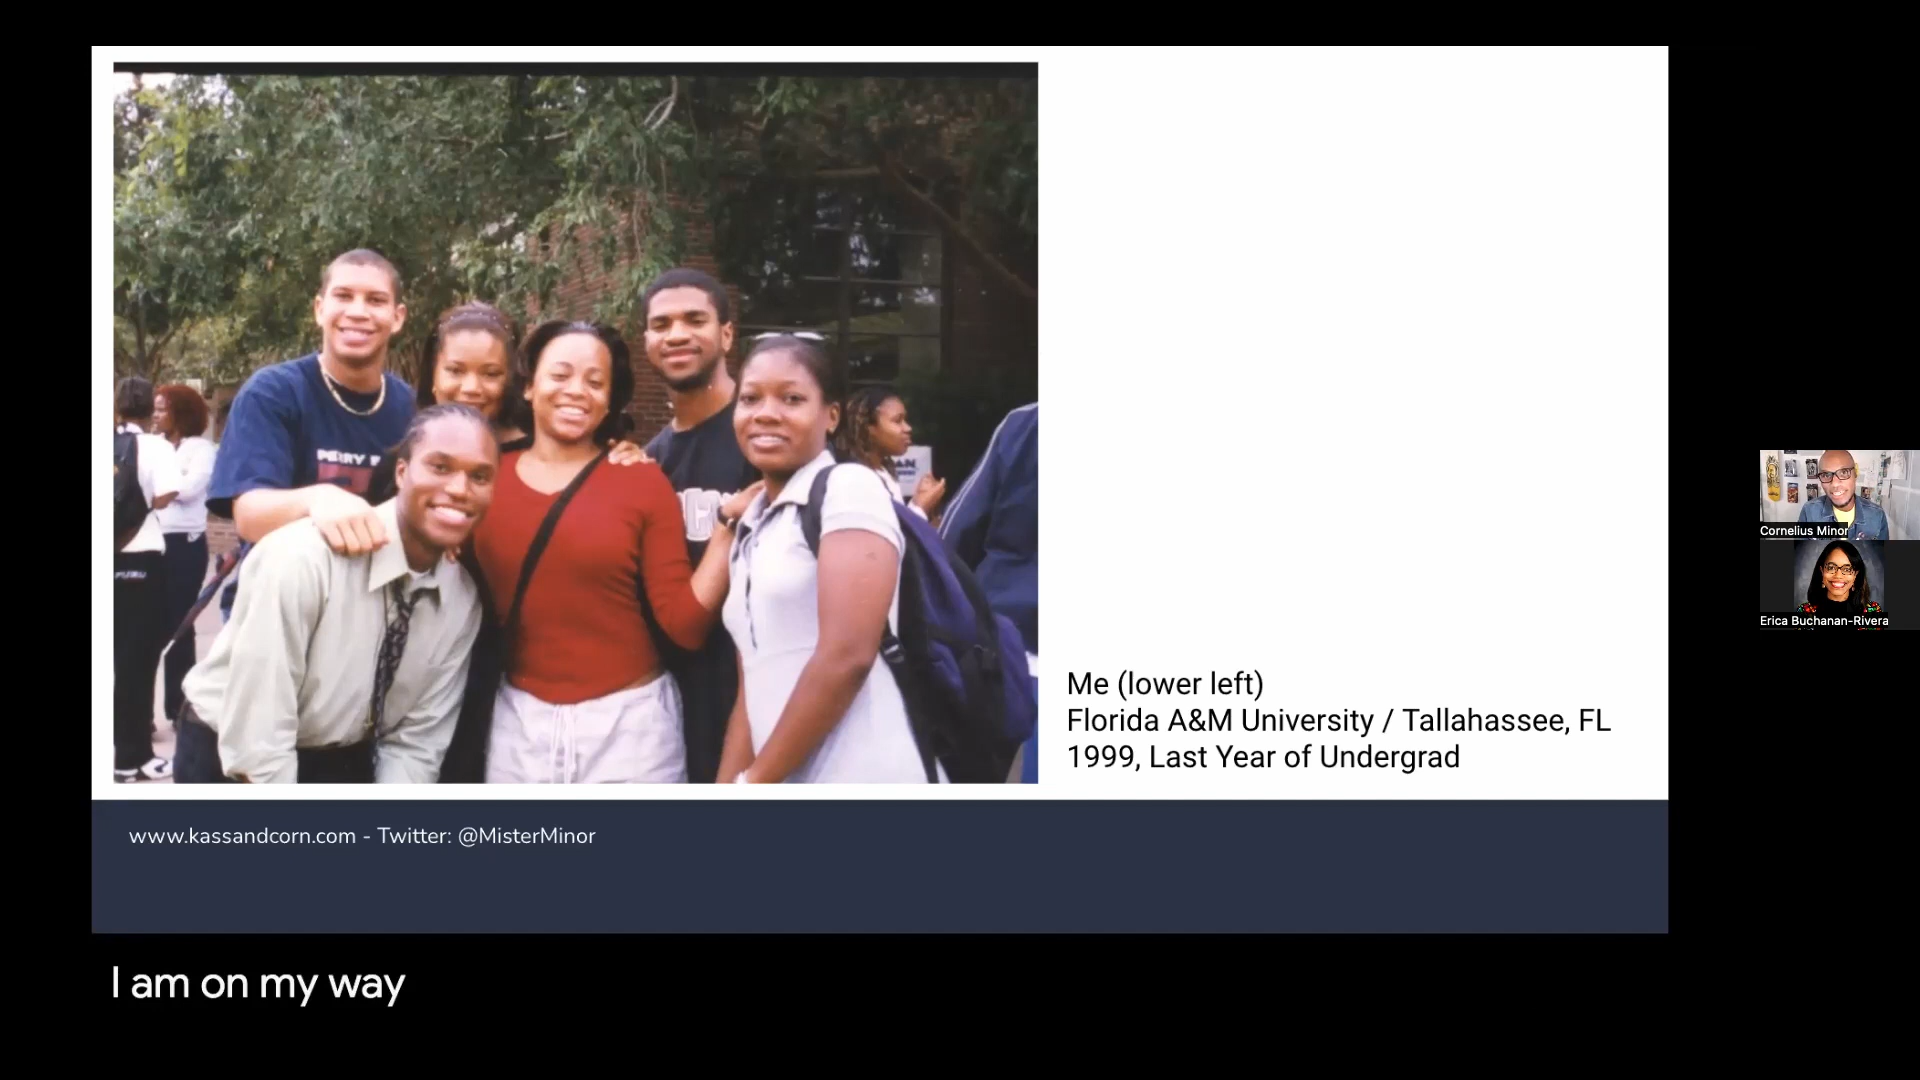 PERRY
Me (lower left)
Florida A&M University / Tallahassee, FL
1999, Last Year of Undergrad
www.kassandcorn.com - Twitter: @MisterMinor
Cornelius Minor
Erica Buchanan-Rivera
I am on my way